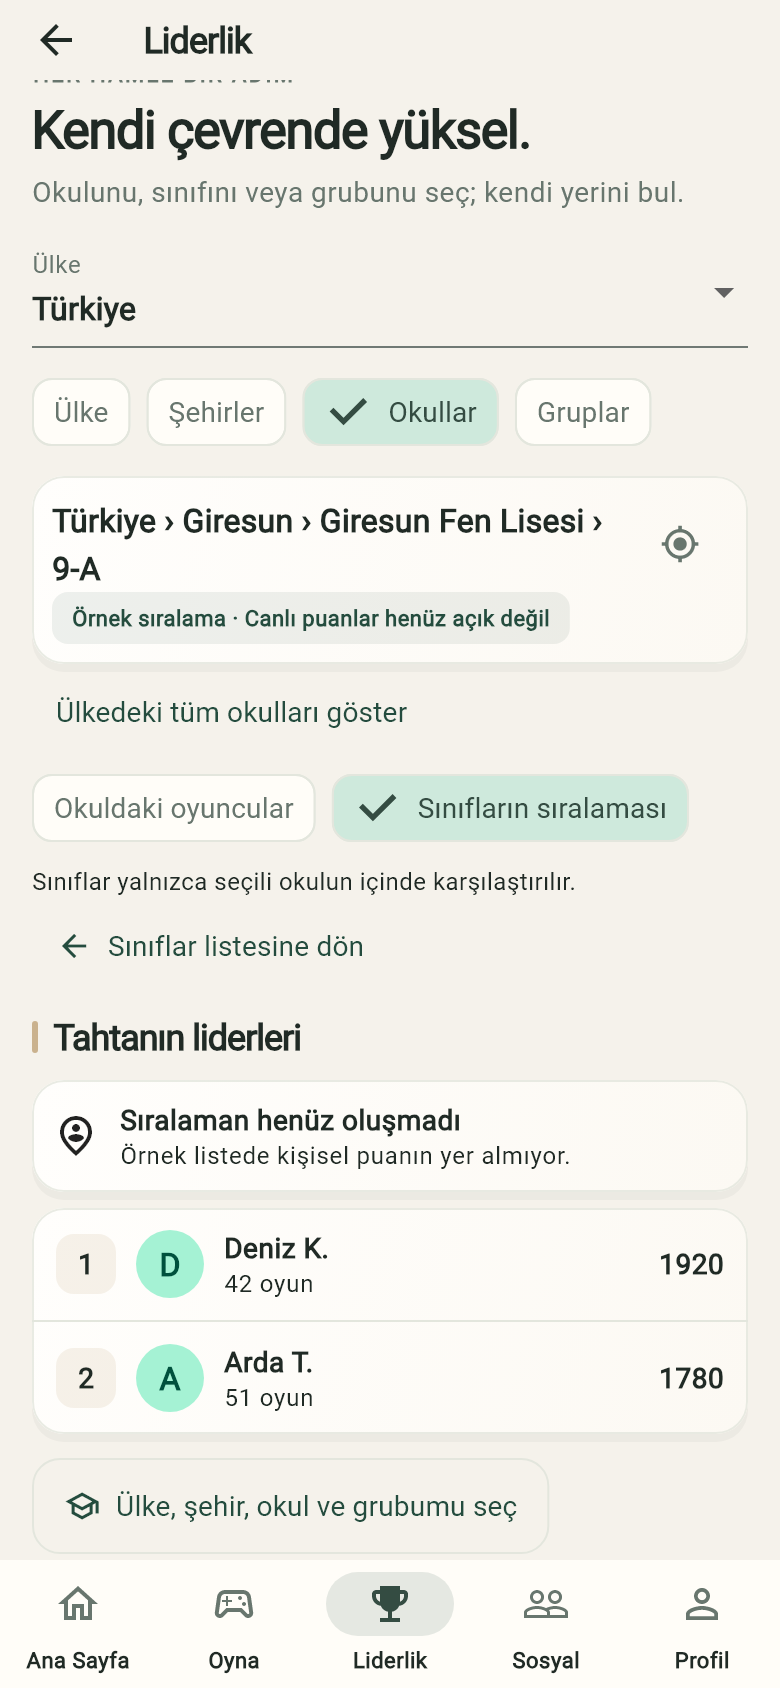 Liderlik
HER HAMLE BİR ADIM
Kendi çevrende yüksel.
Okulunu, sınıfını veya grubunu seç; kendi yerini bul.
Ülke
Türkiye
Ülke
Şehirler
Okullar
Gruplar
Türkiye › Giresun › Giresun Fen Lisesi ›
9-A
Örnek sıralama · Canlı puanlar henüz açık değil
Ülkedeki tüm okulları göster
Okuldaki oyuncular
Sınıfların sıralaması
Sınıflar yalnızca seçili okulun içinde karşılaştırılır.
Sınıflar listesine dön
Tahtanın liderleri
Sıralaman henüz oluşmadı
Örnek listede kişisel puanın yer almıyor.
1
D
Deniz K.
42 oyun
1920
2
A
Arda T.
51 oyun
1780
Ülke, şehir, okul ve grubumu seç
Ana Sayfa
Oyna
Liderlik
Sosyal
Profil